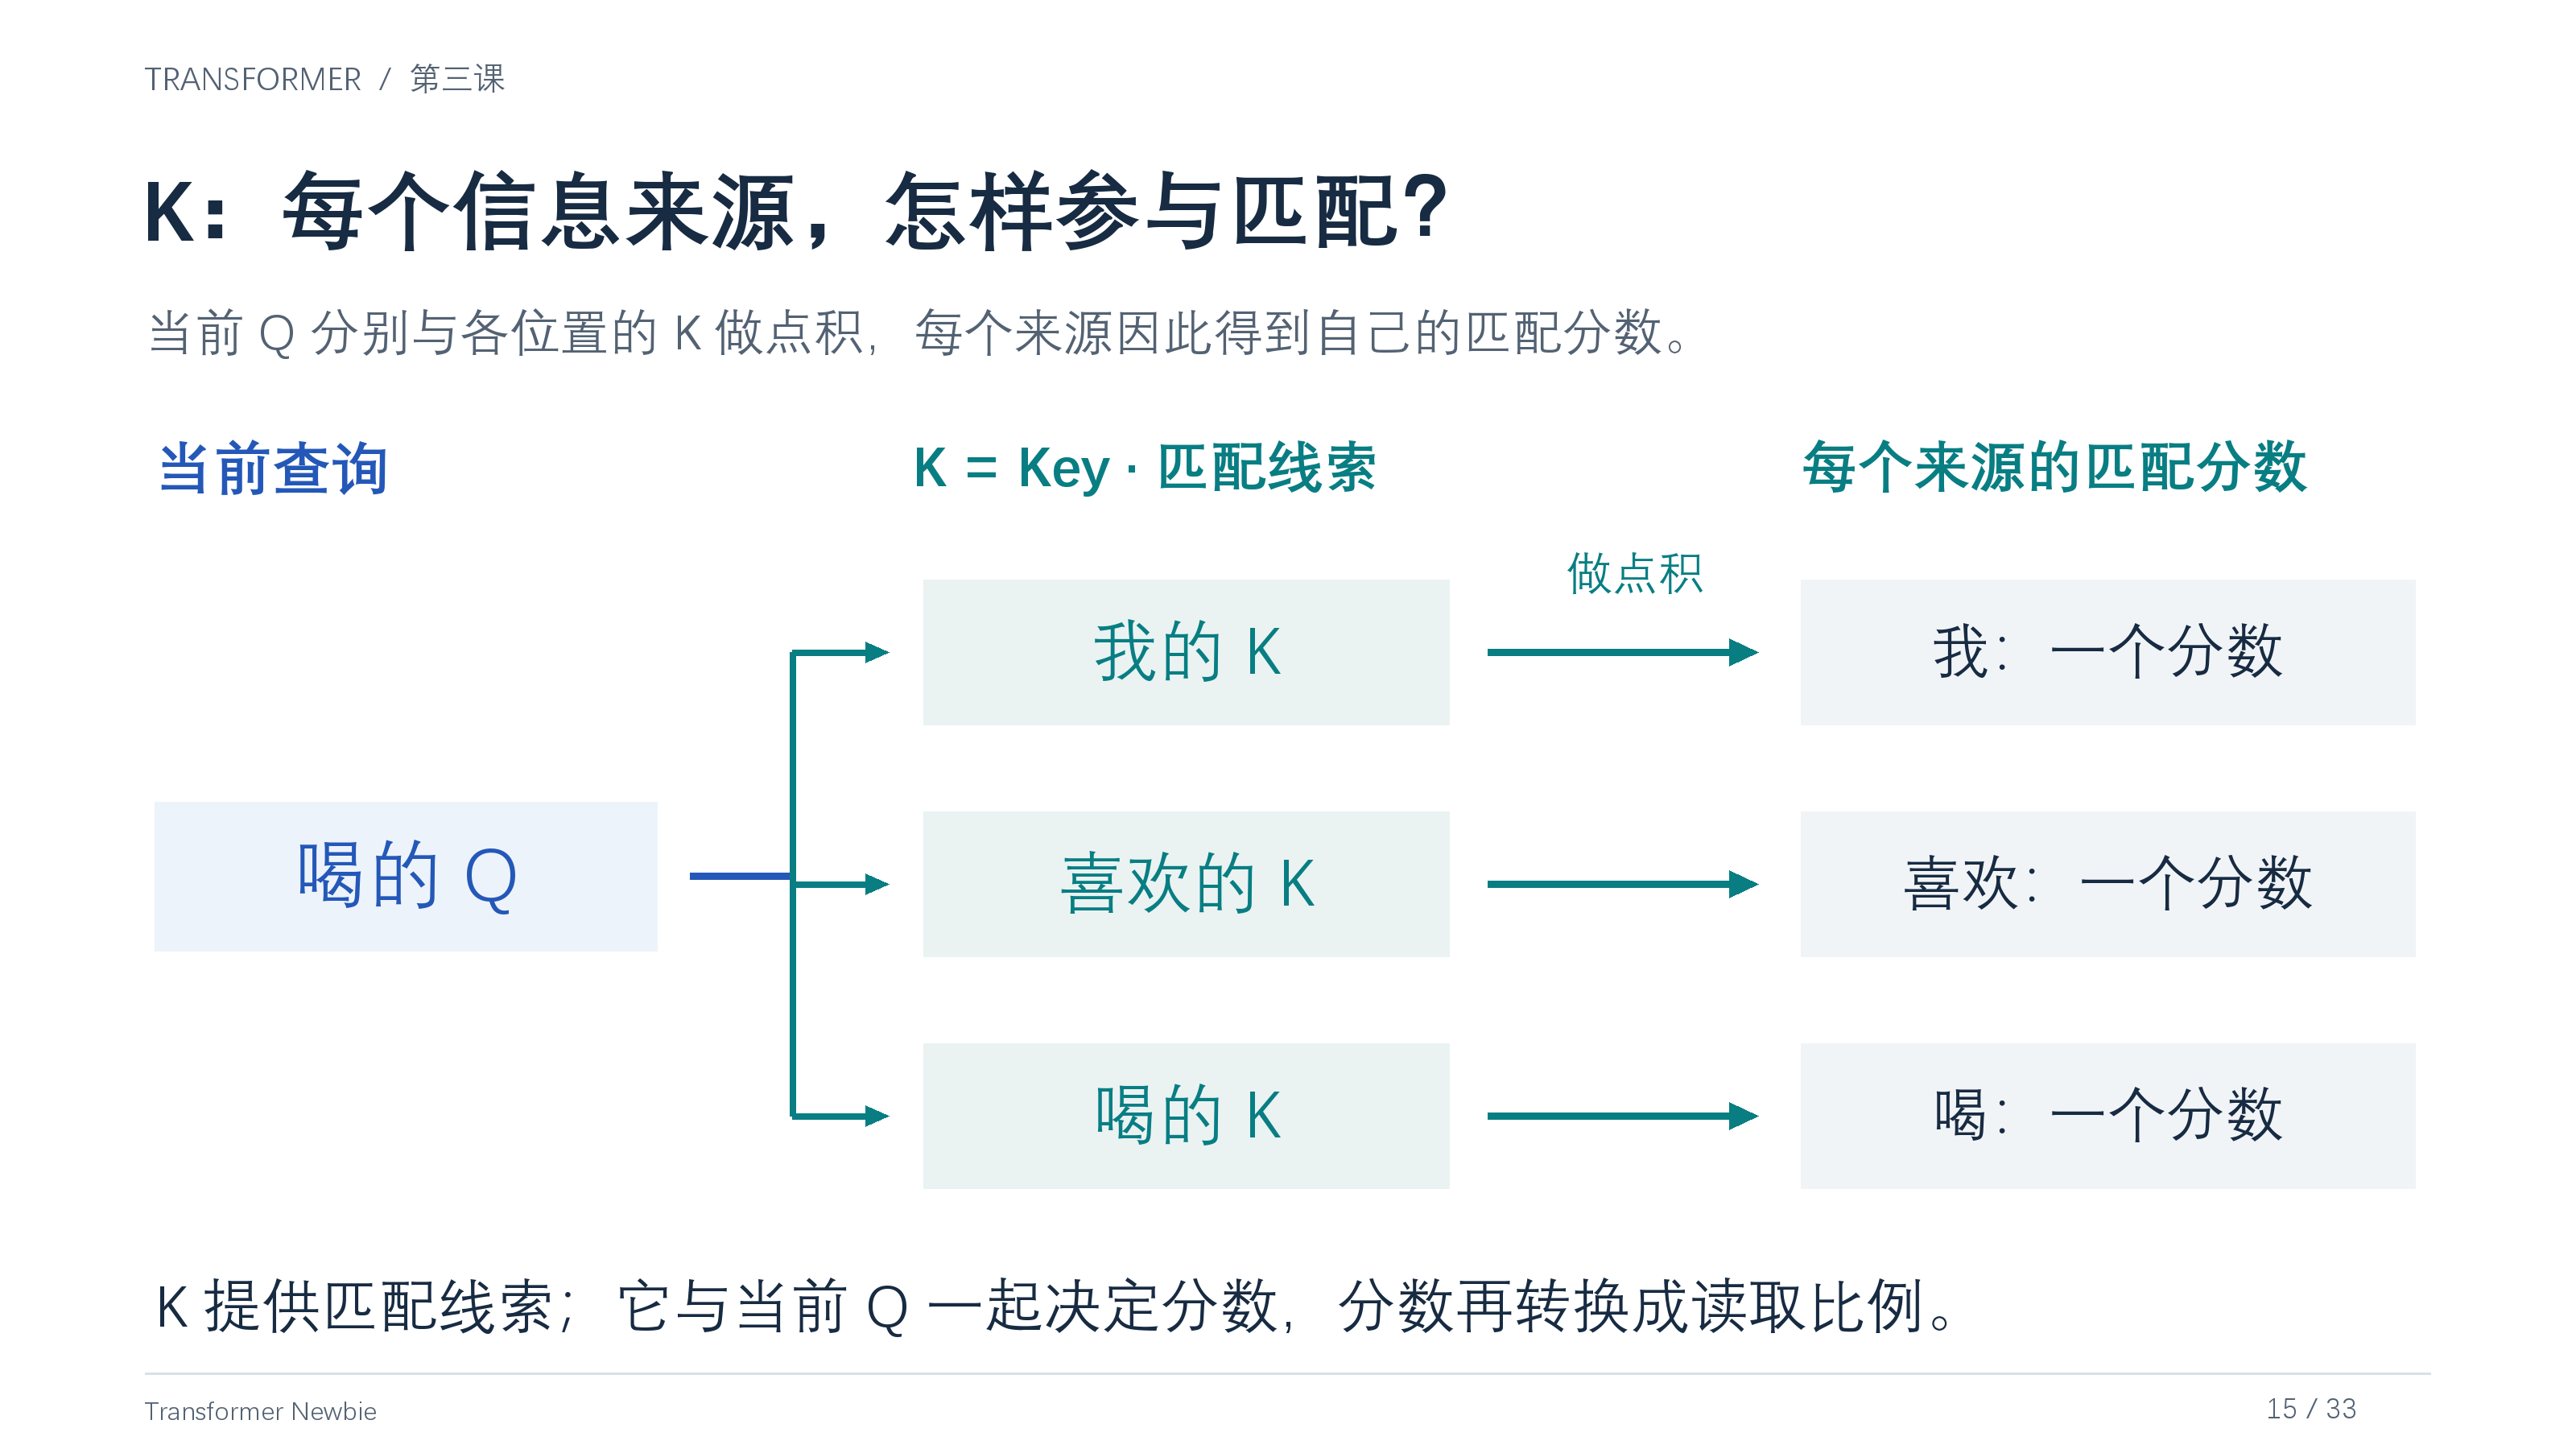 TRANSFORMER / 第三课
K：每个信息来源，怎样参与匹配？
当前 Q 分别与各位置的 K 做点积，每个来源因此得到自己的匹配分数。
当前查询
K = Key · 匹配线索
每个来源的匹配分数
做点积
我的 K
我：一个分数
喝的 Q
喜欢的 K
喜欢：一个分数
喝的 K
喝：一个分数
K 提供匹配线索；它与当前 Q 一起决定分数，分数再转换成读取比例。
Transformer Newbie
15 / 33